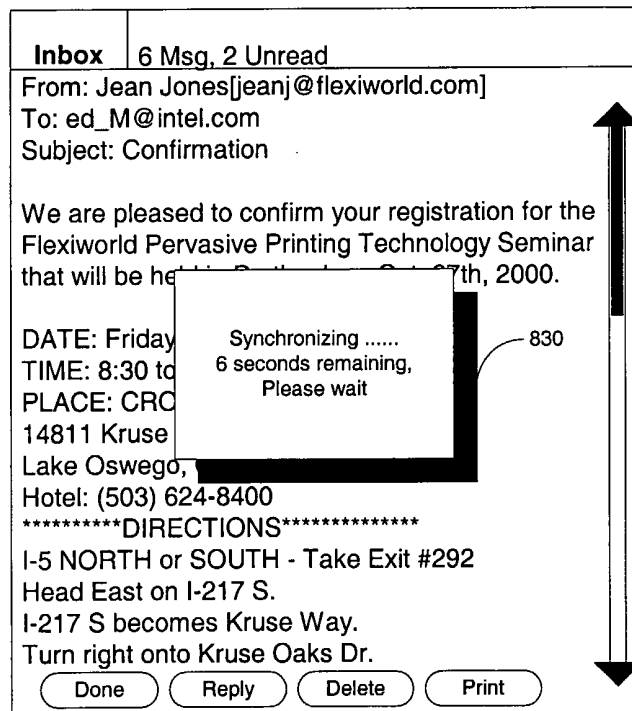 Inbox
6 Msg, 2 Unread
From: Jean Jones[jeanj@flexiworld.com]
To: ed_M@intel.com
Subject: Confirmation
We are pleased to confirm your registration for the
Flexiworld Pervasive Printing Technology Seminar
that will be 7th, 2000.
Synchronizing ......
6 seconds remaining,
Please wait
830
DATE: Friday
TIME: 8:30 to
PLACE: CRO
14811 Kruse
Lake Oswego,
Hotel: (503) 624-8400
**********DIRECTIONS**************
I-5 NORTH or SOUTH - Take Exit #292
Head East on I-217 S.
I-217 S becomes Kruse Way.
Turn right onto Kruse Oaks Dr.
Done Reply Delete Print